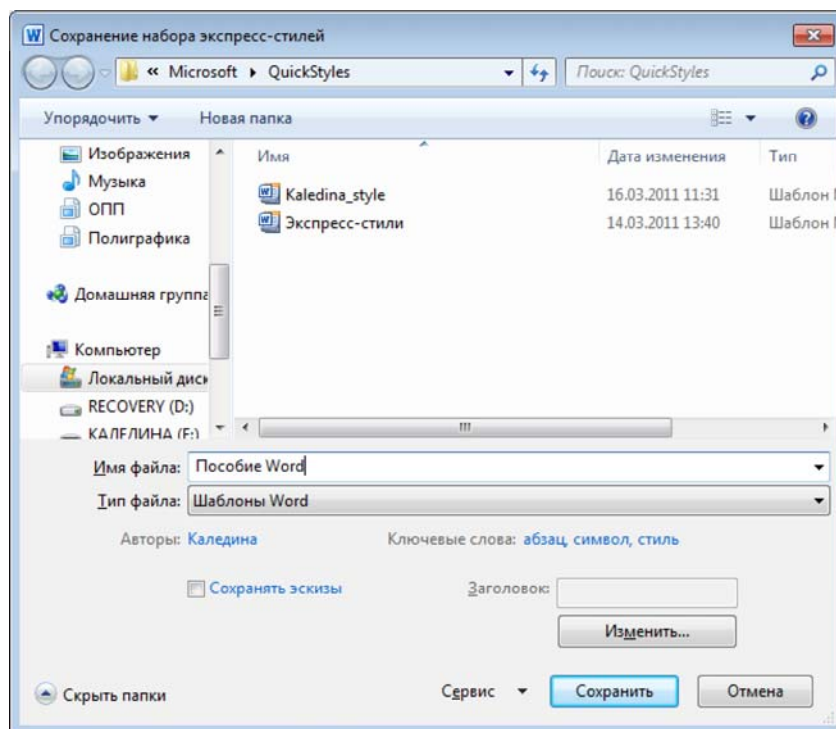 Сохранение набора экспресс-стилей
« Microsoft ▸ QuickStyles Поиск: QuickStyles
Упорядочить Новая папка
Изображения
Музыка
ОПП
Полиграфика
Домашняя группа
Компьютер
Локальный диск
RECOVERY (D:)
КАЛЕДИНА (F:)
Имя Дата изменения Тип
Kaledina_style 16.03.2011 11:31 Шаблон
Экспресс-стили 14.03.2011 13:40 Шаблон
Имя файла: Пособие Word
Тип файла: Шаблоны Word
Авторы: Каледина Ключевые слова: абзац, символ, стиль
Сохранять эскизы Заголовок:
Изменить...
Скрыть папки Сервис Сохранить Отмена